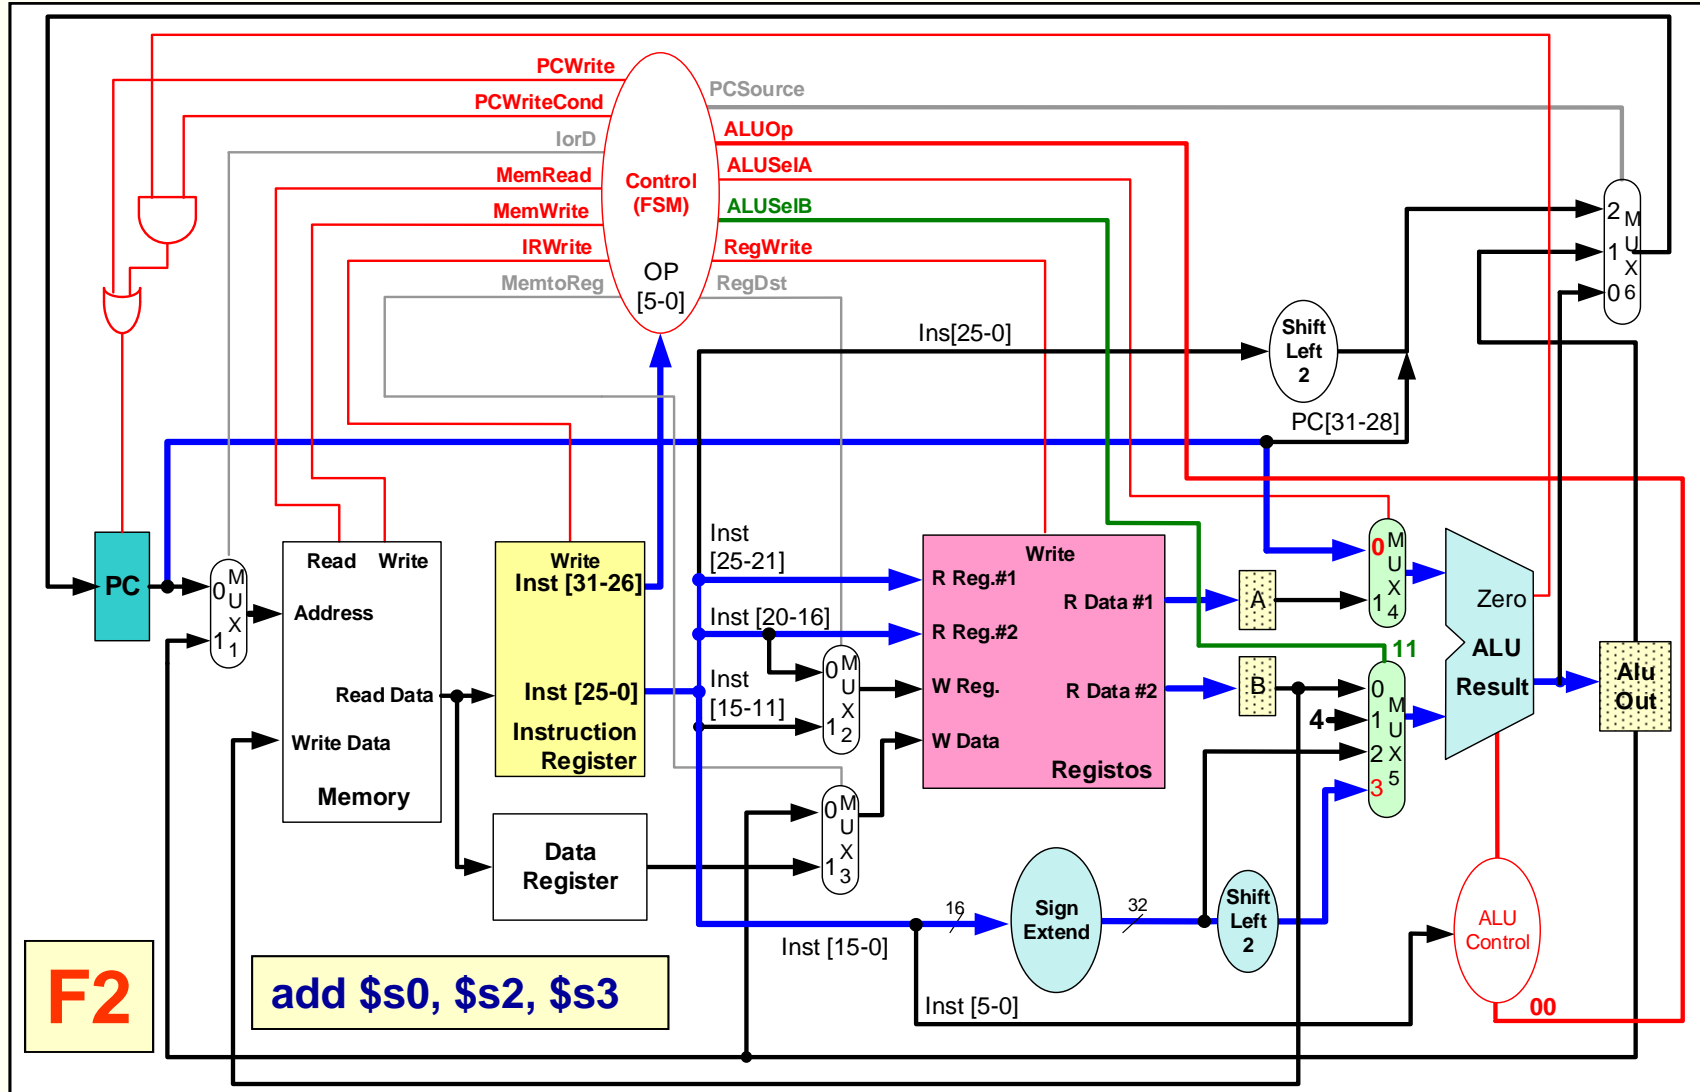 PCWrite
PCWriteCond
IorD
MemRead
MemWrite
IRWrite
MemtoReg
Control
(FSM)
OP
[5-0]
PCSource
ALUOp
ALUSelA
ALUSelB
RegWrite
RegDst
2
1
0
M
U
X
6
Ins[25-0]
Shift
Left
2
PC[31-28]
PC
0
1
M
U
X
1
Read
Write
Address
Read Data
Write Data
Memory
Write
Inst [31-26]
Inst [25-0]
Instruction
Register
Data
Register
Inst
[25-21]
Inst [20-16]
Inst
[15-11]
0
1
M
U
X
2
0
1
M
U
X
3
Write
R Reg.#1
R Reg.#2
W Reg.
W Data
R Data #1
R Data #2
Registos
A
B
0
1
M
U
X
4
11
0
4
1
2
3
M
U
X
5
Zero
ALU
Result
Alu
Out
16
Sign
Extend
32
Shift
Left
2
ALU
Control
00
Inst [15-0]
Inst [5-0]
F2
add $s0, $s2, $s3